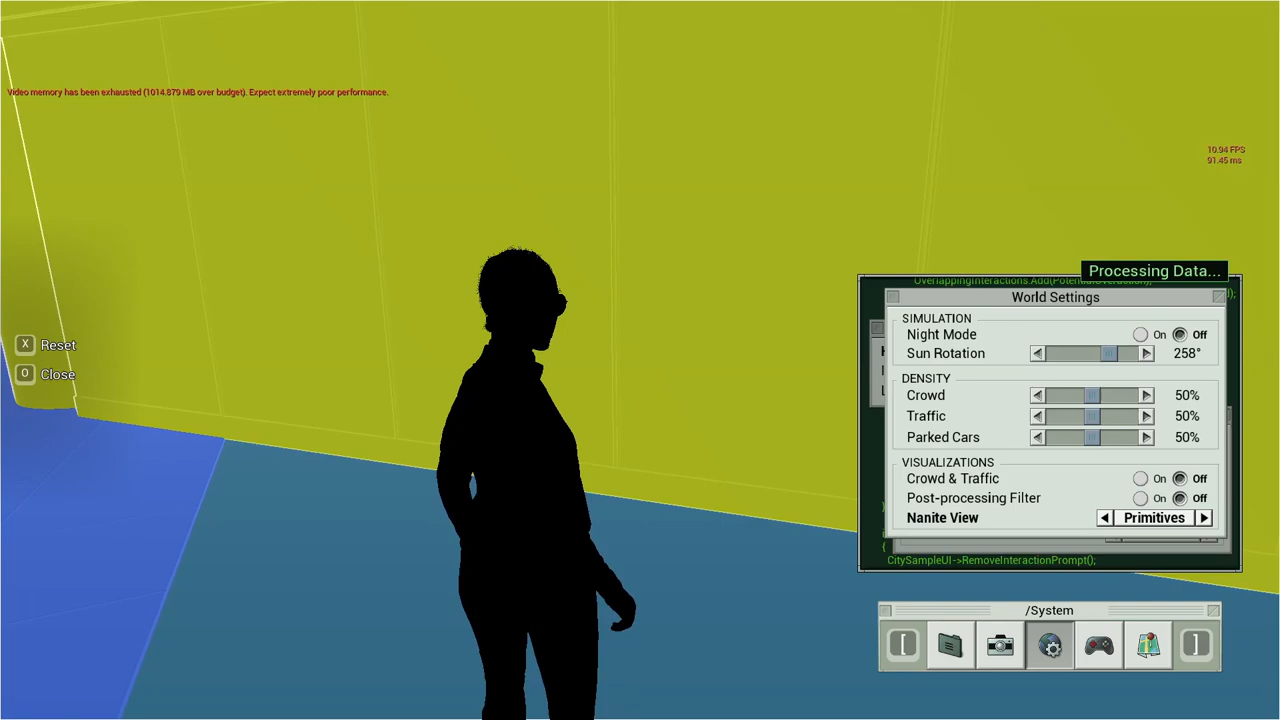 Video memory has been exhausted (1014.879 MB over budget). Expect extremely poor performance.
10.94 FPS
91.45 ms
X Reset
O Close
Processing Data...
World Settings
SIMULATION
Night Mode On Off
Sun Rotation 258°
DENSITY
Crowd 50%
Traffic 50%
Parked Cars 50%
VISUALIZATIONS
Crowd & Traffic On Off
Post-processing Filter On Off
Nanite View Primitives
{
CitySampleUI->RemoveInteractionPrompt();
/System
[ ]